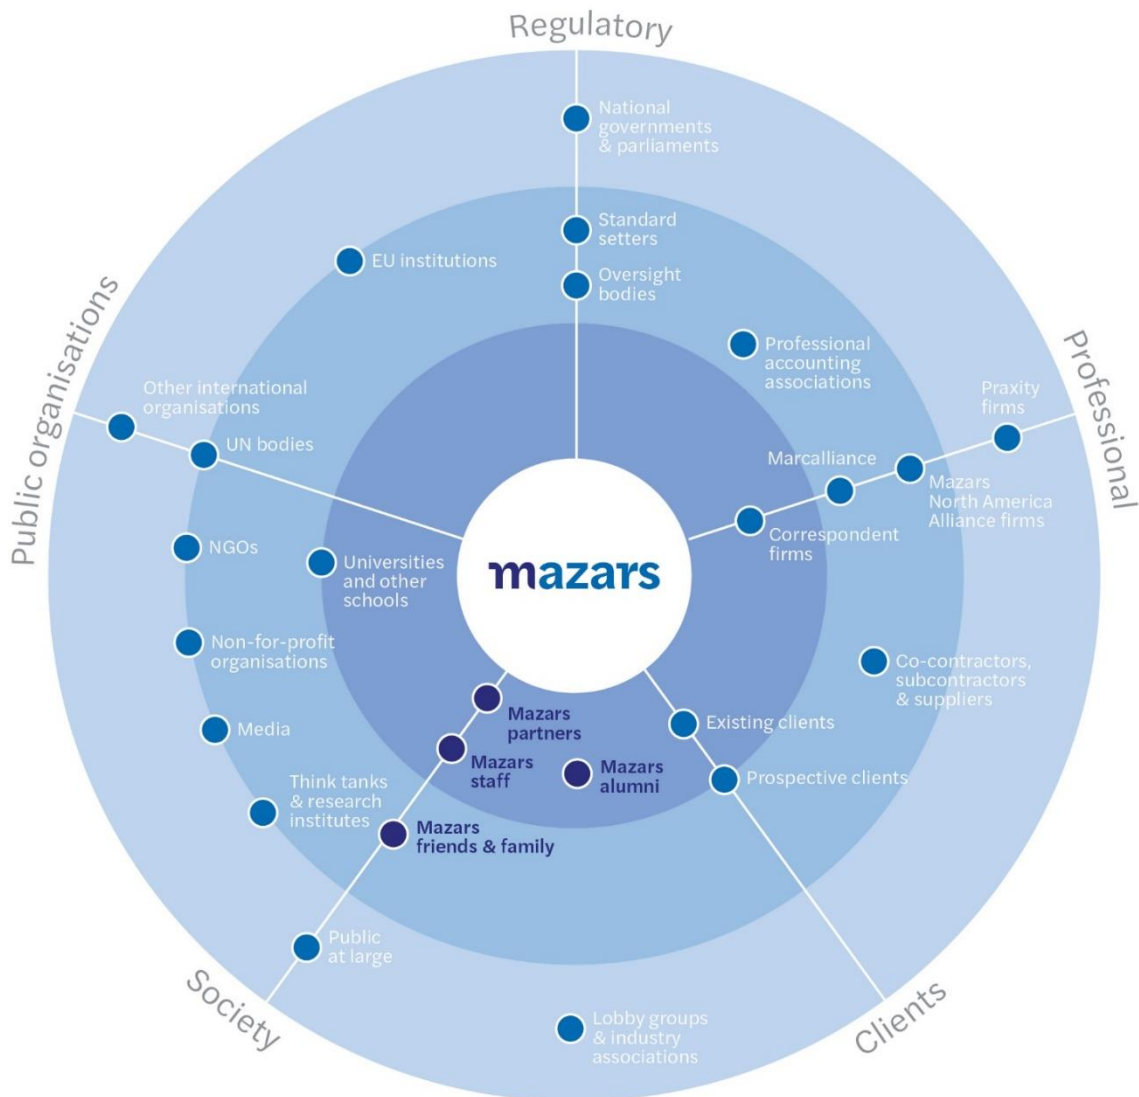 Regulatory
National
governments
& parliaments
Standard
setters
EU institutions
Oversight
bodies
Professional
accounting
associations
Public organisations
Professional
Other international
organisations
Praxity
firms
UN bodies
Marcalliance
Mazars
North America
Alliance firms
Correspondent
firms
NGOs
Universities
and other
schools
mazars
Non-for-profit
organisations
Co-contractors,
subcontractors
& suppliers
Mazars
partners
Existing clients
Media
Mazars
staff
Mazars
alumni
Prospective clients
Think tanks
& research
institutes
Mazars
friends & family
Public
at large
Society
Clients
Lobby groups
& industry
associations